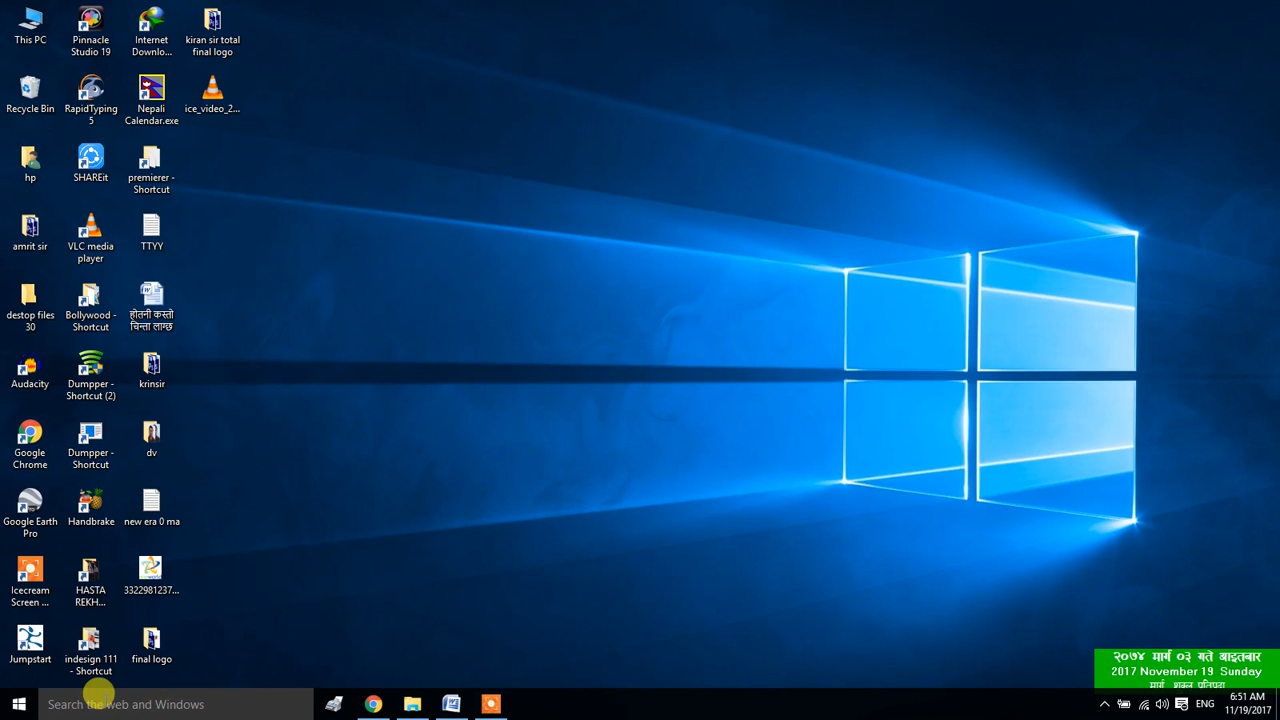 This PC
Pinnacle
Studio 19
Internet
Downlo...
kiran sir total
final logo
Recycle Bin
RapidTyping
5
Nepali
Calendar.exe
ice_video_2...
hp
SHAREit
premierer -
Shortcut
amrit sir
VLC media
player
TTYY
destop files
30
Bollywood -
Shortcut
होतनी कस्तो
चिन्ता लाग्छ
Audacity
Dumpper -
Shortcut (2)
krinsir
Google
Chrome
Dumpper -
Shortcut
dv
Google Earth
Pro
Handbrake
new era 0 ma
Icecream
Screen ...
HASTA
REKH...
3322981237...
Jumpstart
indesign 111
- Shortcut
final logo
२०७४ मार्ग ०३ गते आइतबार
2017 November 19 Sunday
Search the web and Windows
ENG
6:51 AM
11/19/2017